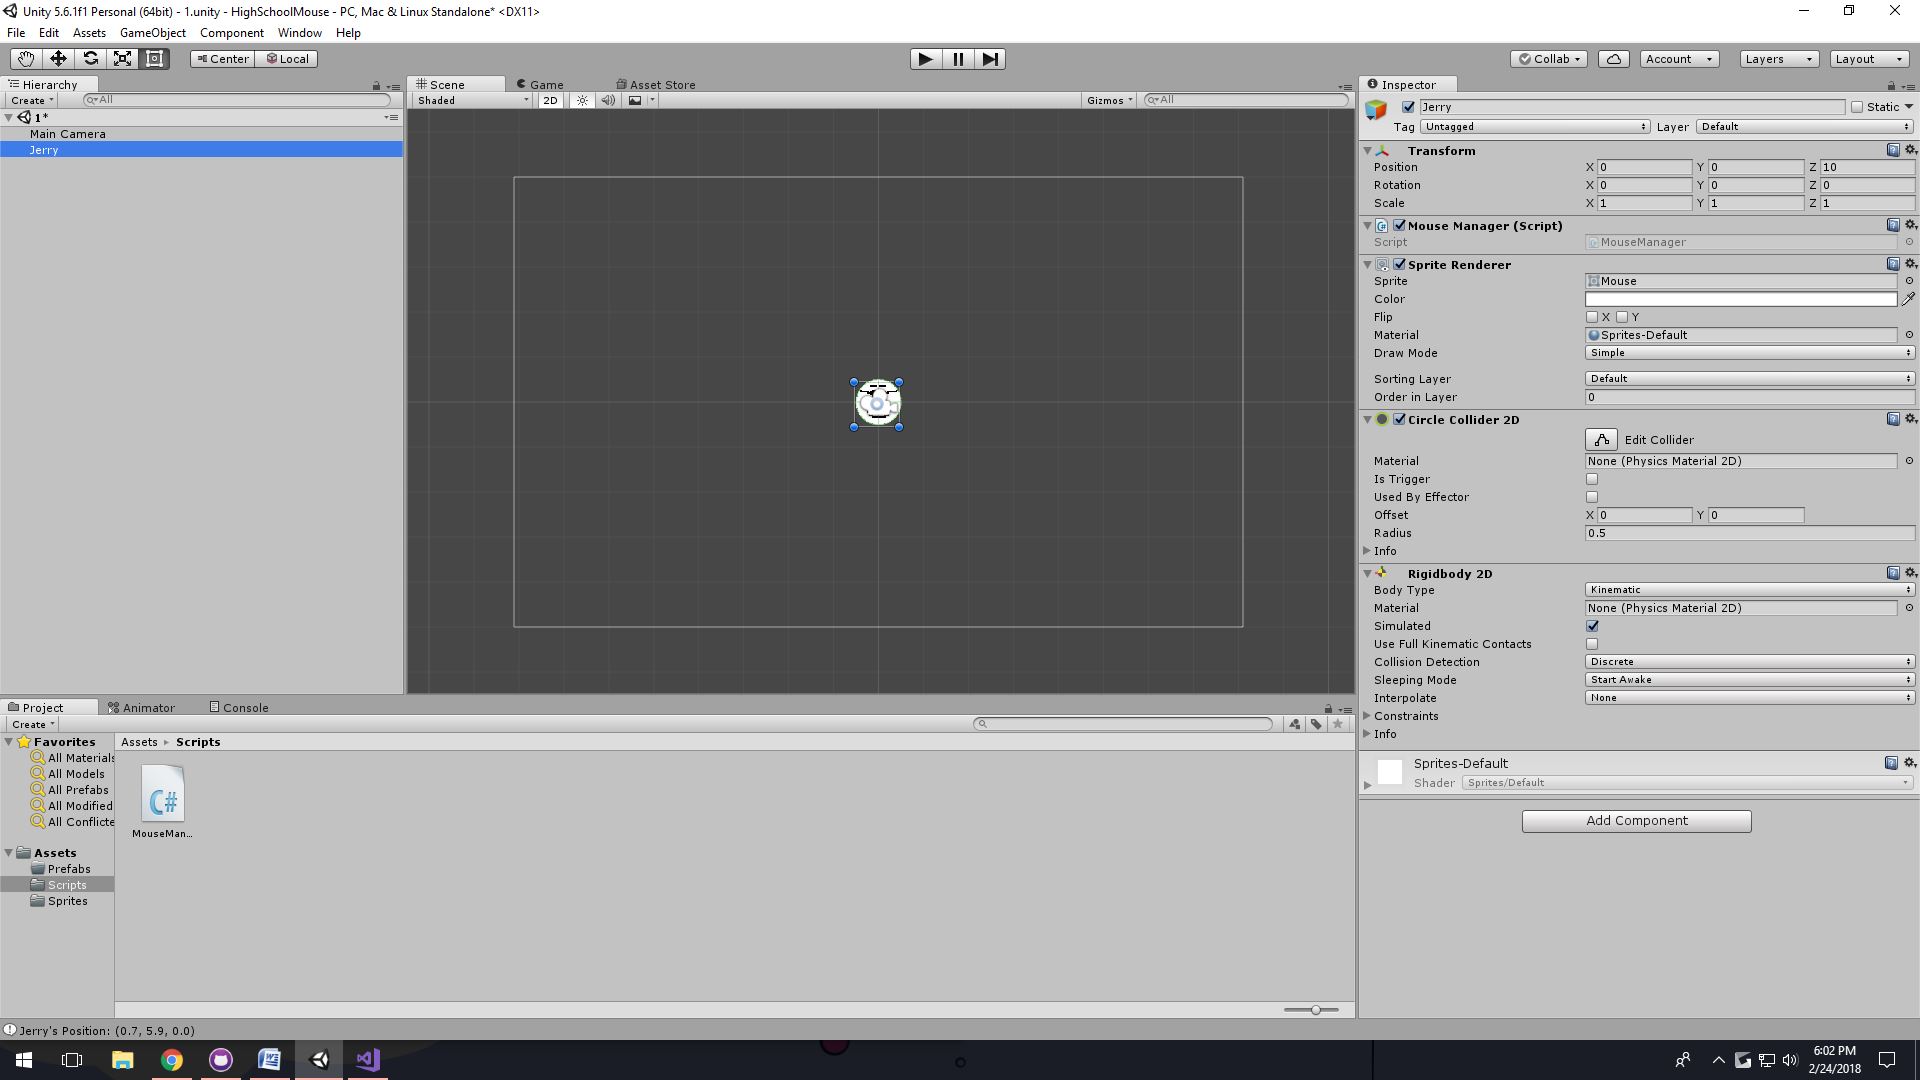 Unity 5.6.1f1 Personal (64bit) - 1.unity - HighSchoolMouse - PC, Mac & Linux Standalone* <DX11>
File Edit Assets GameObject Component Window Help
Center Local Collab Account Layers Layout
Hierarchy
Create All
1*
Main Camera
Jerry
Scene Game Asset Store
Shaded 2D Gizmos All
Inspector
Jerry Static
Tag Untagged Layer Default
Transform
Position X 0 Y 0 Z 10
Rotation X 0 Y 0 Z 0
Scale X 1 Y 1 Z 1
Mouse Manager (Script)
Script MouseManager
Sprite Renderer
Sprite Mouse
Color
Flip X Y
Material Sprites-Default
Draw Mode Simple
Sorting Layer Default
Order in Layer 0
Circle Collider 2D
Edit Collider
Material None (Physics Material 2D)
Is Trigger
Used By Effector
Offset X 0 Y 0
Radius 0.5
Info
Rigidbody 2D
Body Type Kinematic
Material None (Physics Material 2D)
Simulated
Use Full Kinematic Contacts
Collision Detection Discrete
Sleeping Mode Start Awake
Interpolate None
Constraints
Info
Sprites-Default
Shader Sprites/Default
Add Component
Project Animator Console
Create
Favorites
All Materials
All Models
All Prefabs
All Modified
All Conflicte
Assets
Prefabs
Scripts
Sprites
Assets Scripts
C#
MouseMan...
Jerry's Position: (0.7, 5.9, 0.0)
6:02 PM
2/24/2018